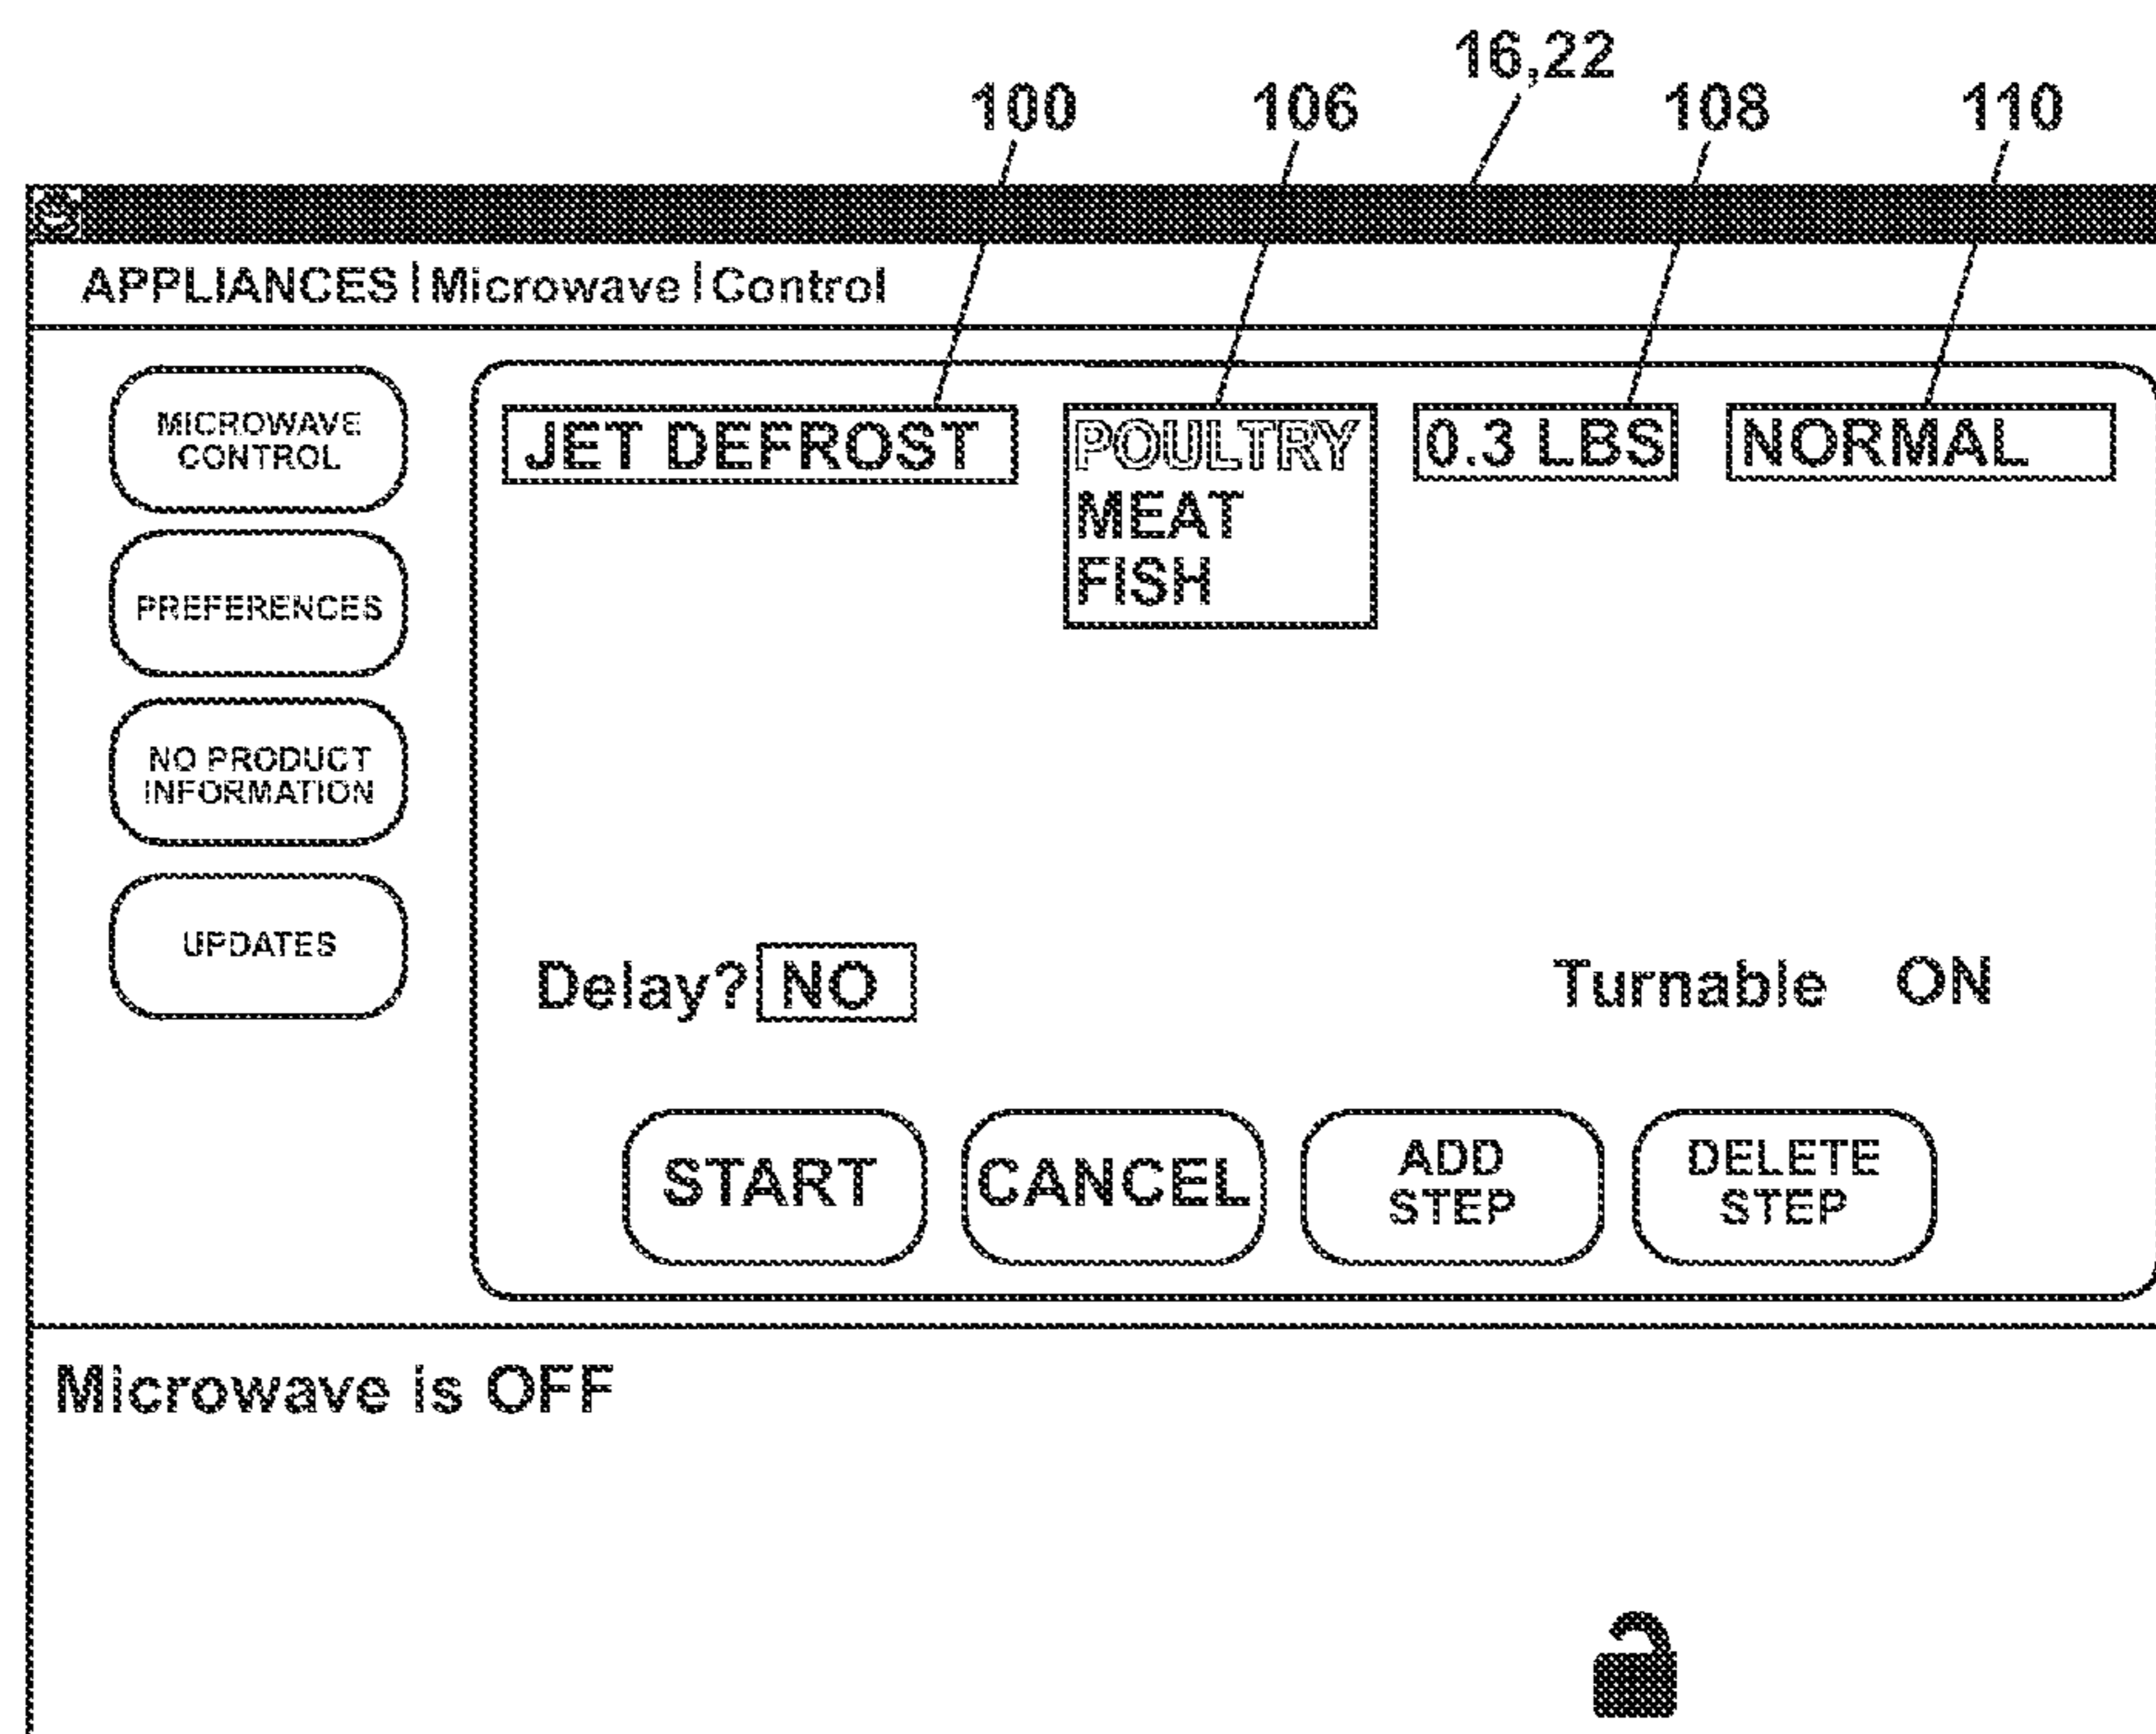 16,22
100 106 108 110
APPLIANCES | Microwave | Control
MICROWAVE
CONTROL
PREFERENCES
NO PRODUCT
INFORMATION
UPDATES
JET DEFROST POULTRY 0.3 LBS NORMAL
MEAT
FISH
Delay? NO Turnable ON
START CANCEL ADD
STEP DELETE
STEP
Microwave is OFF